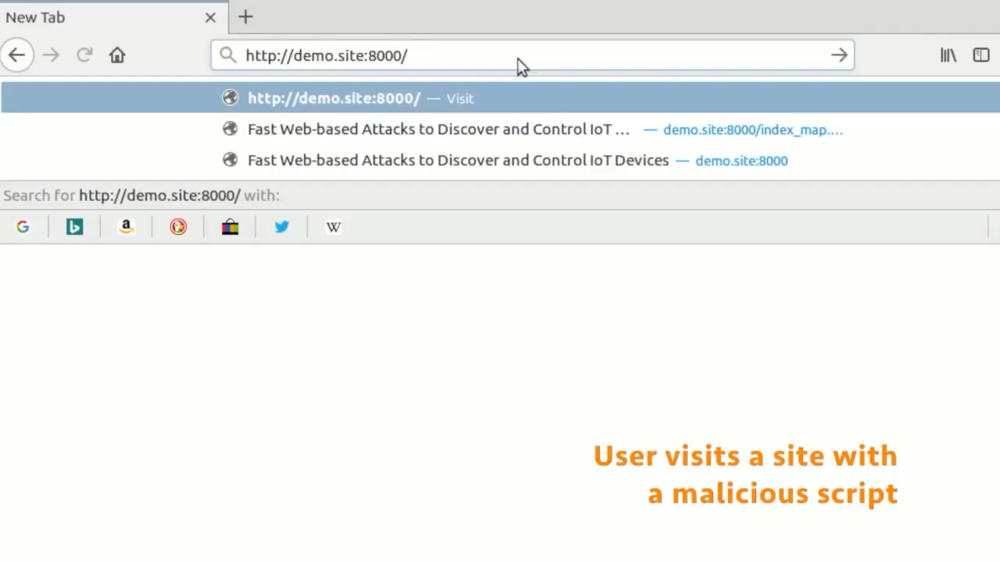 New Tab
http://demo.site:8000/
http://demo.site:8000/ — Visit
Fast Web-based Attacks to Discover and Control IoT … — demo.site:8000/index_map.…
Fast Web-based Attacks to Discover and Control IoT Devices — demo.site:8000
Search for http://demo.site:8000/ with:
User visits a site with
a malicious script